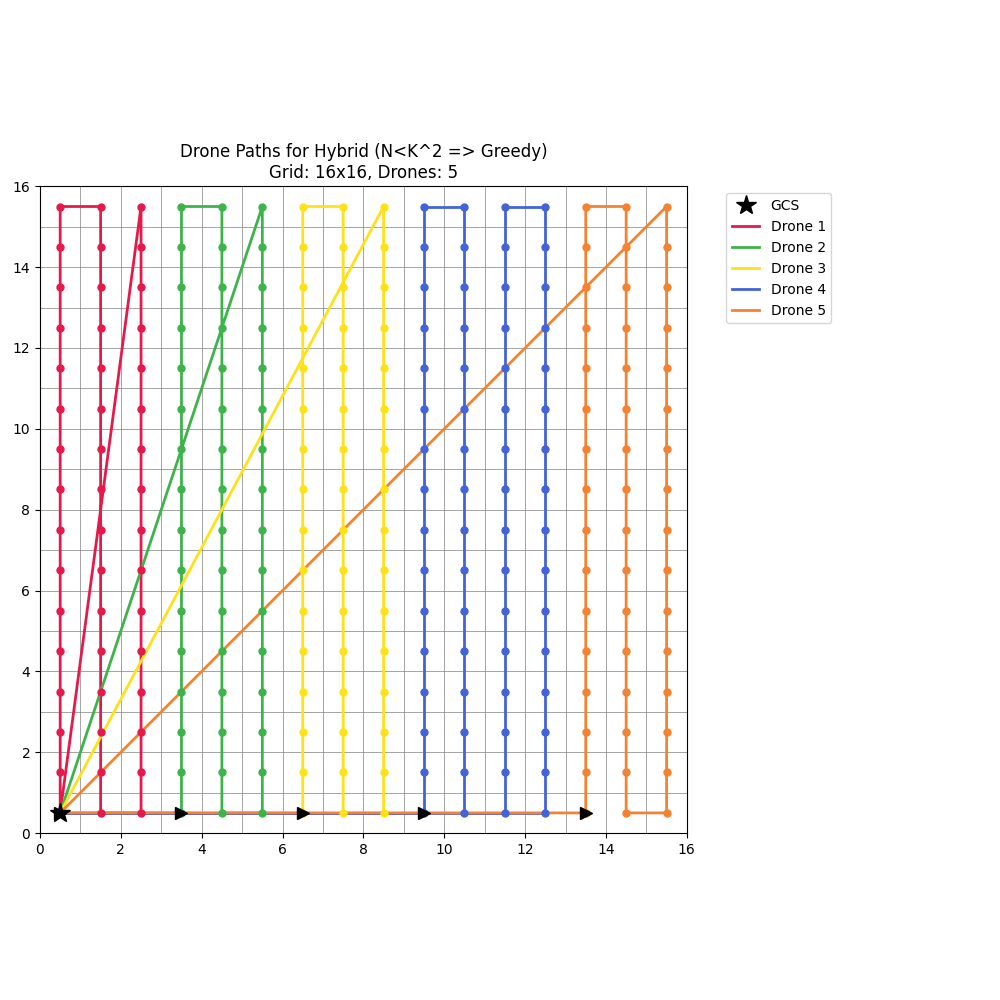 Drone Paths for Hybrid (N<K^2 => Greedy)
Grid: 16x16, Drones: 5
GCS
Drone 1
Drone 2
Drone 3
Drone 4
Drone 5
16
14
12
10
8
6
4
2
0
0 2 4 6 8 10 12 14 16